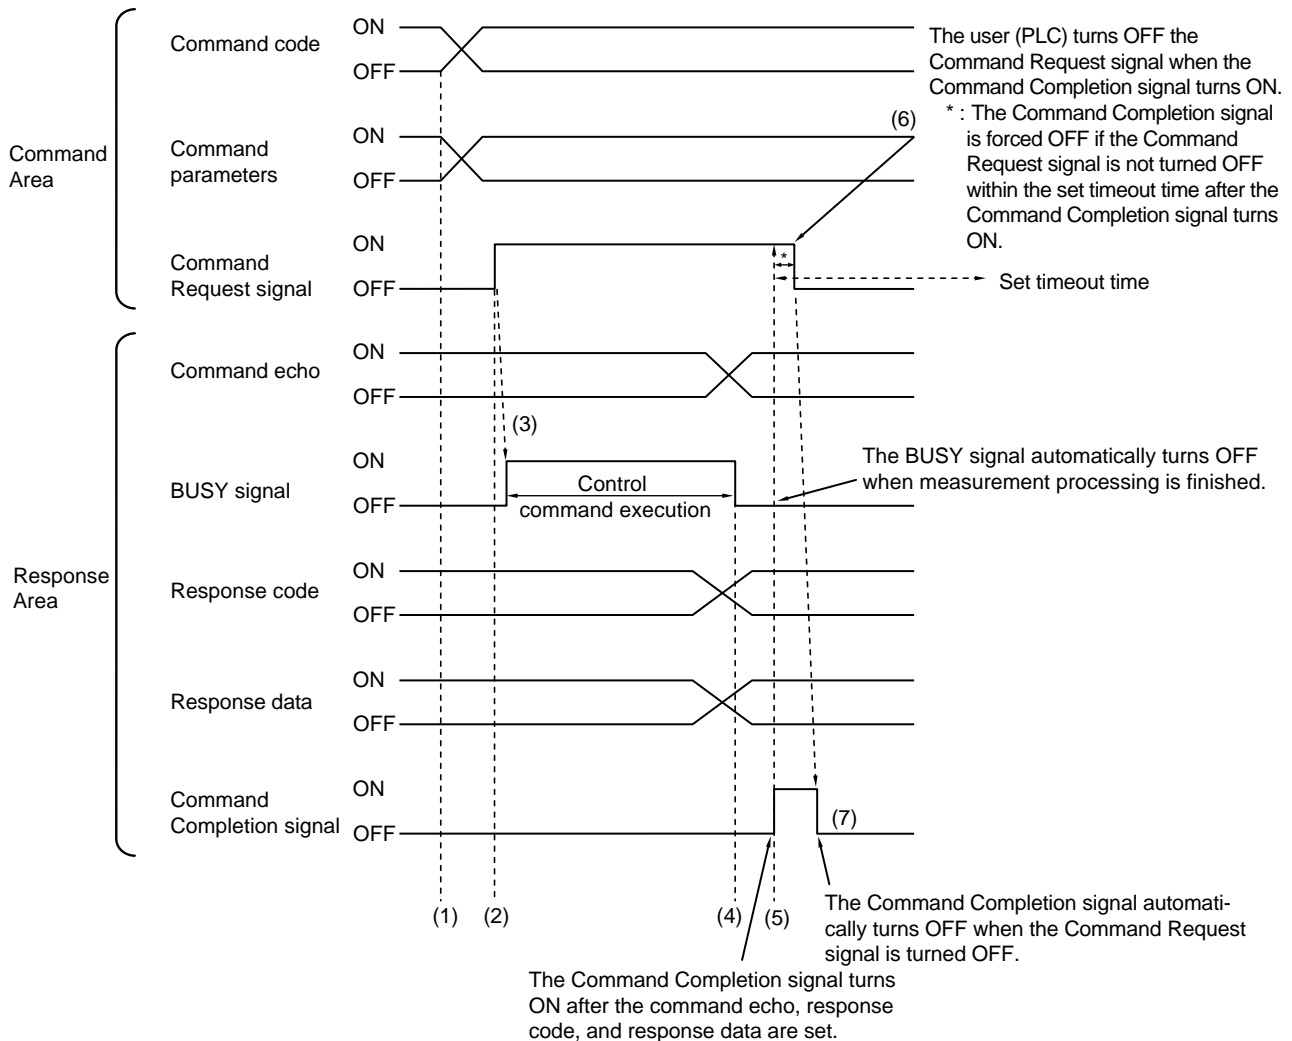 Command
Area
Command code
ON
OFF
Command
parameters
ON
OFF
(6)
Command
Request signal
ON
OFF
*
Set timeout time
The user (PLC) turns OFF the
Command Request signal when the
Command Completion signal turns ON.
* : The Command Completion signal
is forced OFF if the Command
Request signal is not turned OFF
within the set timeout time after the
Command Completion signal turns
ON.
Response
Area
Command echo
ON
OFF
(3)
BUSY signal
ON
OFF
Control
command execution
The BUSY signal automatically turns OFF
when measurement processing is finished.
Response code
ON
OFF
Response data
ON
OFF
Command
Completion signal
ON
OFF
(7)
(1)
(2)
(4)
(5)
The Command Completion signal automati-
cally turns OFF when the Command Request
signal is turned OFF.
The Command Completion signal turns
ON after the command echo, response
code, and response data are set.